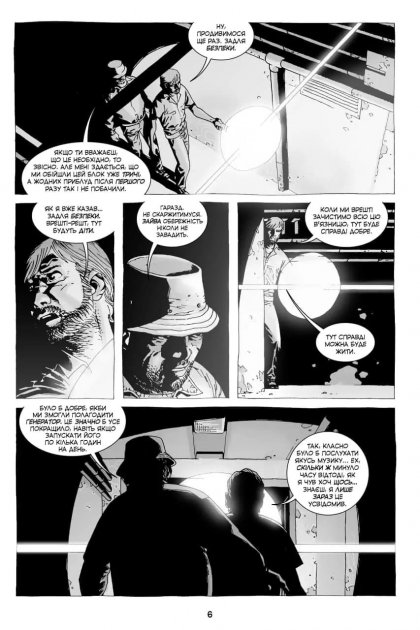 НУ,
ПРОДИВИМОСЯ
ЩЕ РАЗ. ЗАДЛЯ
БЕЗПЕКИ.
ЯКЩО ТИ ВВАЖАЄШ,
ЩО ЦЕ НЕОБХІДНО, ТО
ЗВІСНО. АЛЕ МЕНІ ЗДАЄТЬСЯ, ЩО
МИ ОБІЙШЛИ ЦЕЙ БЛОК УЖЕ ТРИЧІ,
А ЖОДНИХ ПРИБЛУД ПІСЛЯ ПЕРШОГО
РАЗУ ТАК І НЕ ПОБАЧИЛИ.
ЯК Я ВЖЕ КАЗАВ...
ЗАДЛЯ БЕЗПЕКИ.
ВРЕШТІ-РЕШТ, ТУТ
БУДУТЬ ДІТИ.
ГАРАЗД.
НЕ СКАРЖИТИМУСЯ.
ЗАЙВА ОБЕРЕЖНІСТЬ
НІКОЛИ НЕ
ЗАВАДИТЬ.
КОЛИ МИ ВРЕШТІ
ЗАЧИСТИМО ВСЮ ЦЮ
В'ЯЗНИЦЮ, ТУТ БУДЕ
СПРАВДІ ДОБРЕ.
1
ТУТ СПРАВДІ
МОЖНА БУДЕ
ЖИТИ.
БУЛО Б ДОБРЕ, ЯКБИ
МИ ЗМОГЛИ ПОЛАГОДИТИ
ГЕНЕРАТОР. ЦЕ ЗНАЧНО Б УСЕ
ПОКРАЩИЛО. НАВІТЬ ЯКЩО
ЗАПУСКАТИ ЙОГО
ПО КІЛЬКА ГОДИН
НА ДЕНЬ.
ТАК, КЛАСНО
БУЛО Б ПОСЛУХАТИ
ЯКУСЬ МУЗИКУ... ЕХ,
СКІЛЬКИ Ж МИНУЛО
ЧАСУ ВІДТОДІ, ЯК
Я ЧУВ ХОЧ ЩОСЬ...
ЗНАЄШ, Я ЛИШЕ
ЗАРАЗ ЦЕ
УСВІДОМИВ.
6